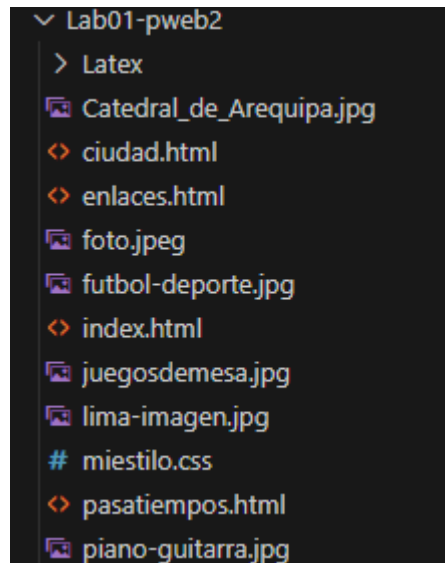 Lab01-pweb2
Latex
Catedral_de_Arequipa.jpg
ciudad.html
enlaces.html
foto.jpeg
futbol-deporte.jpg
index.html
juegosdemesa.jpg
lima-imagen.jpg
# miestilo.css
pasatiempos.html
piano-guitarra.jpg